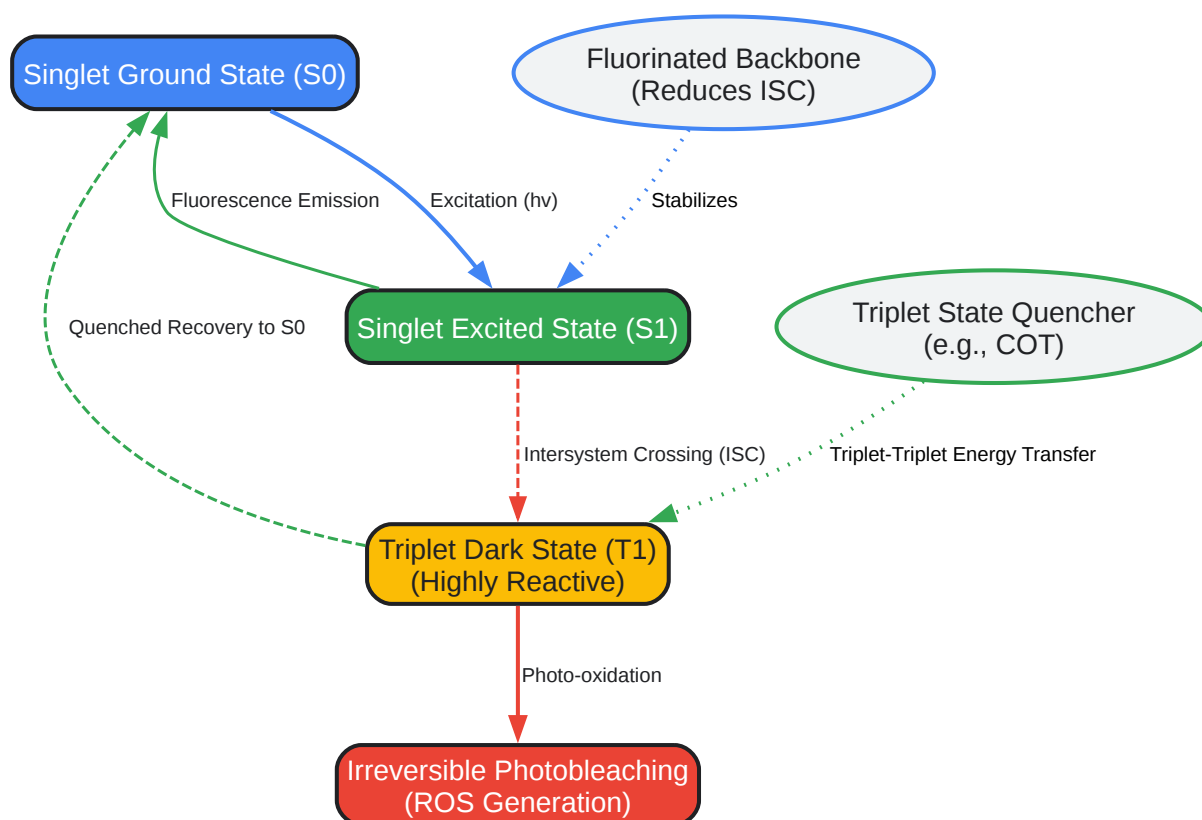 Singlet Ground State (S0)
Fluorinated Backbone
(Reduces ISC)
Fluorescence Emission
Excitation (hv)
Stabilizes
Quenched Recovery to S0
Singlet Excited State (S1)
Triplet State Quencher
(e.g., COT)
Intersystem Crossing (ISC)
Triplet-Triplet Energy Transfer
Triplet Dark State (T1)
(Highly Reactive)
Photo-oxidation
Irreversible Photobleaching
(ROS Generation)